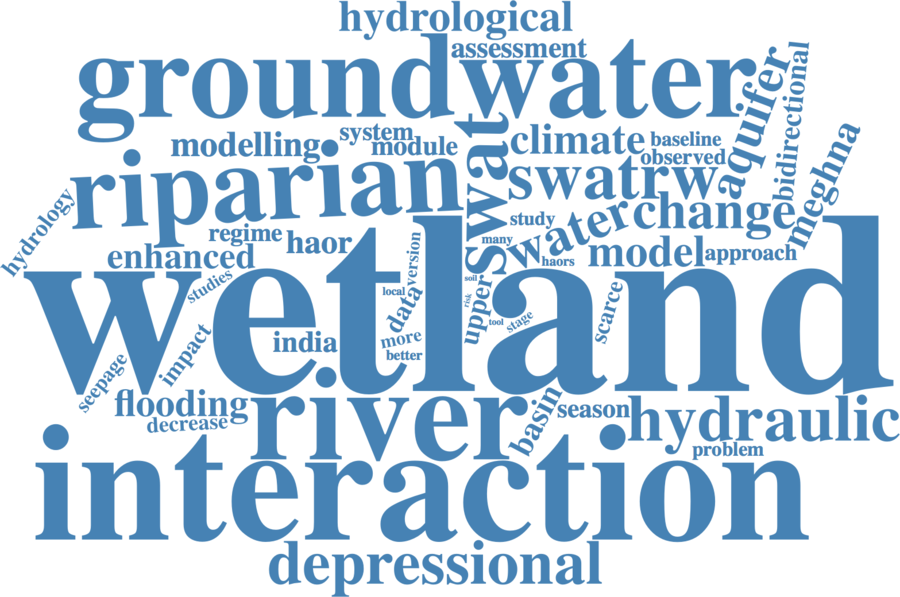 hydrological
assessment
groundwater
aquifer
bidirectional
modelling
system
module
swat
climate
baseline
observed
meghna
riparian
swatrw
hydrology
regime
haor
version
many
study
water
change
enhanced
haors
model
approach
studies
wetland
local
data
soil
risk
upper
tool
stage
scarce
impact
india
more
better
seepage
flooding
decrease
river
basin
season
hydraulic
problem
interaction
depressional